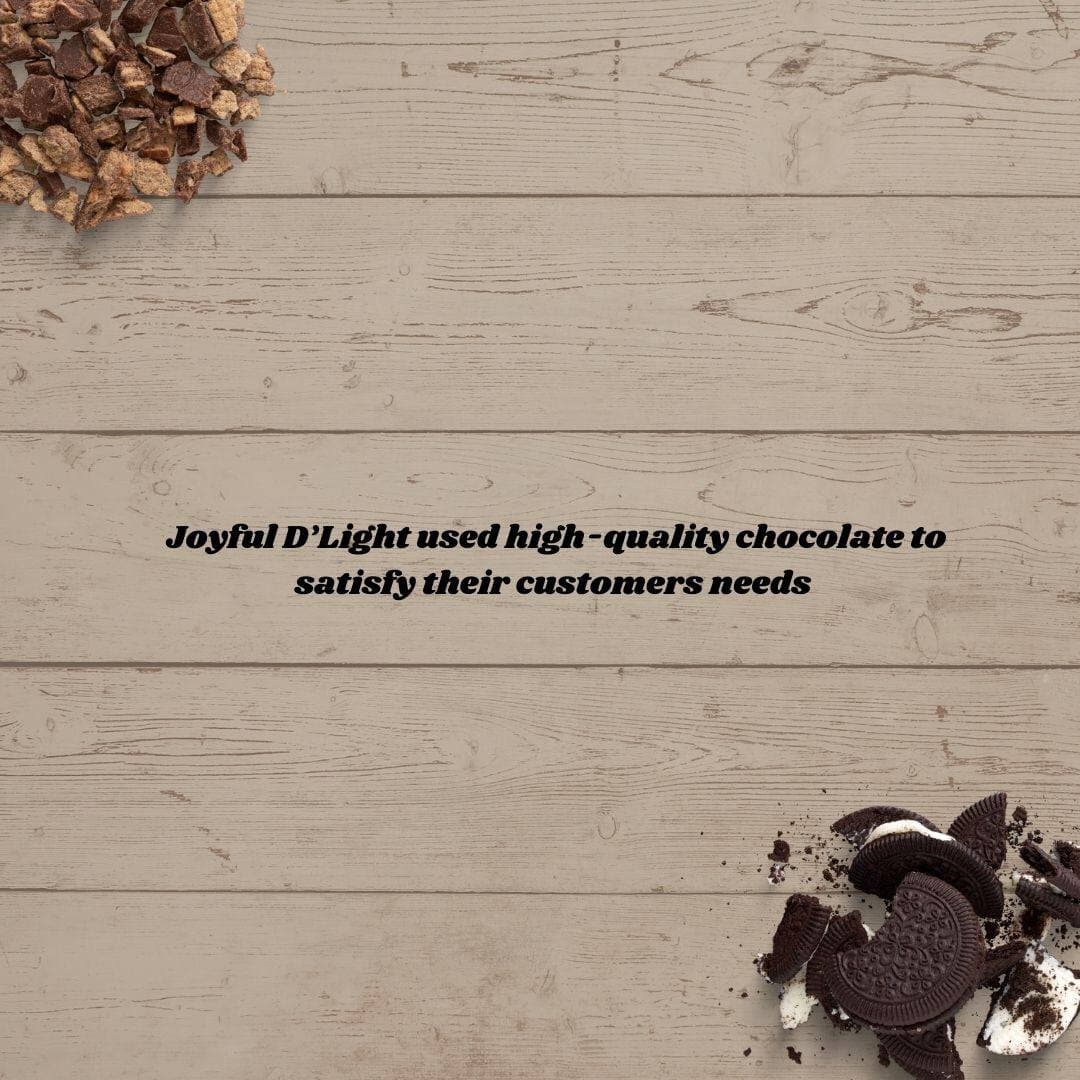 Joyful D’Light used high-quality chocolate to
satisfy their customers needs